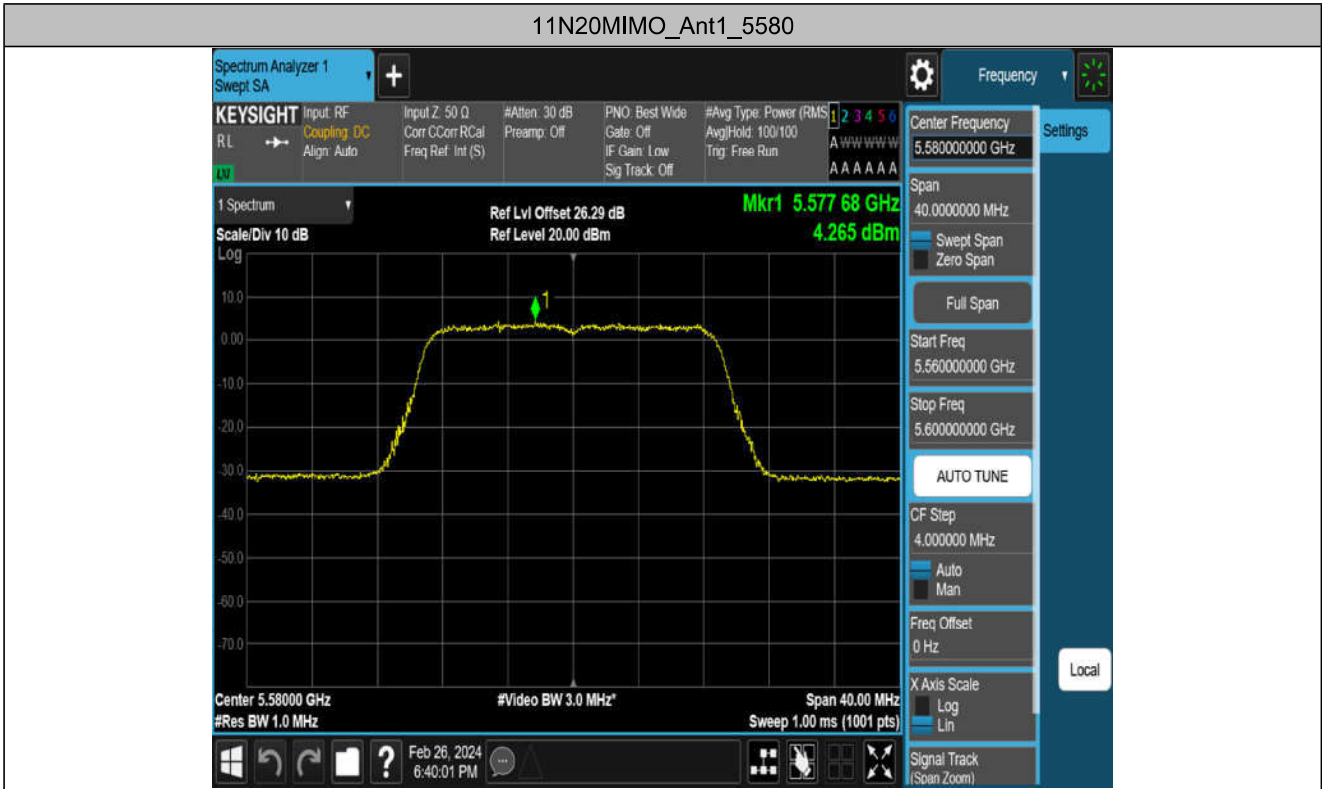 11N20MIMO_Ant1_5580
Spectrum Analyzer 1
Swept SA
Frequency
KEYSIGHT
RL
LXI
Input: RF
Coupling: DC
Align: Auto
Input Z: 50 Ω
Corr CCorr RCal
Freq Ref: Int (S)
#Atten: 30 dB
Preamp: Off
PNO: Best Wide
Gate: Off
IF Gain: Low
Sig Track: Off
#Avg Type: Power (RMS
Avg|Hold: 100/100
Trig: Free Run
1 2 3 4 5 6
A W W W W W
A A A A A A
1 Spectrum
Scale/Div 10 dB
Log
Ref Lvl Offset 26.29 dB
Ref Level 20.00 dBm
Mkr1 5.577 68 GHz
4.265 dBm
1
10.0
0.00
-10.0
-20.0
-30.0
-40.0
-50.0
-60.0
-70.0
Center 5.58000 GHz
#Res BW 1.0 MHz
#Video BW 3.0 MHz*
Span 40.00 MHz
Sweep 1.00 ms (1001 pts)
Feb 26, 2024
6:40:01 PM
Center Frequency
5.580000000 GHz
Settings
Span
40.0000000 MHz
Swept Span
Zero Span
Full Span
Start Freq
5.560000000 GHz
Stop Freq
5.600000000 GHz
AUTO TUNE
CF Step
4.000000 MHz
Auto
Man
Freq Offset
0 Hz
Local
X Axis Scale
Log
Lin
Signal Track
(Span Zoom)